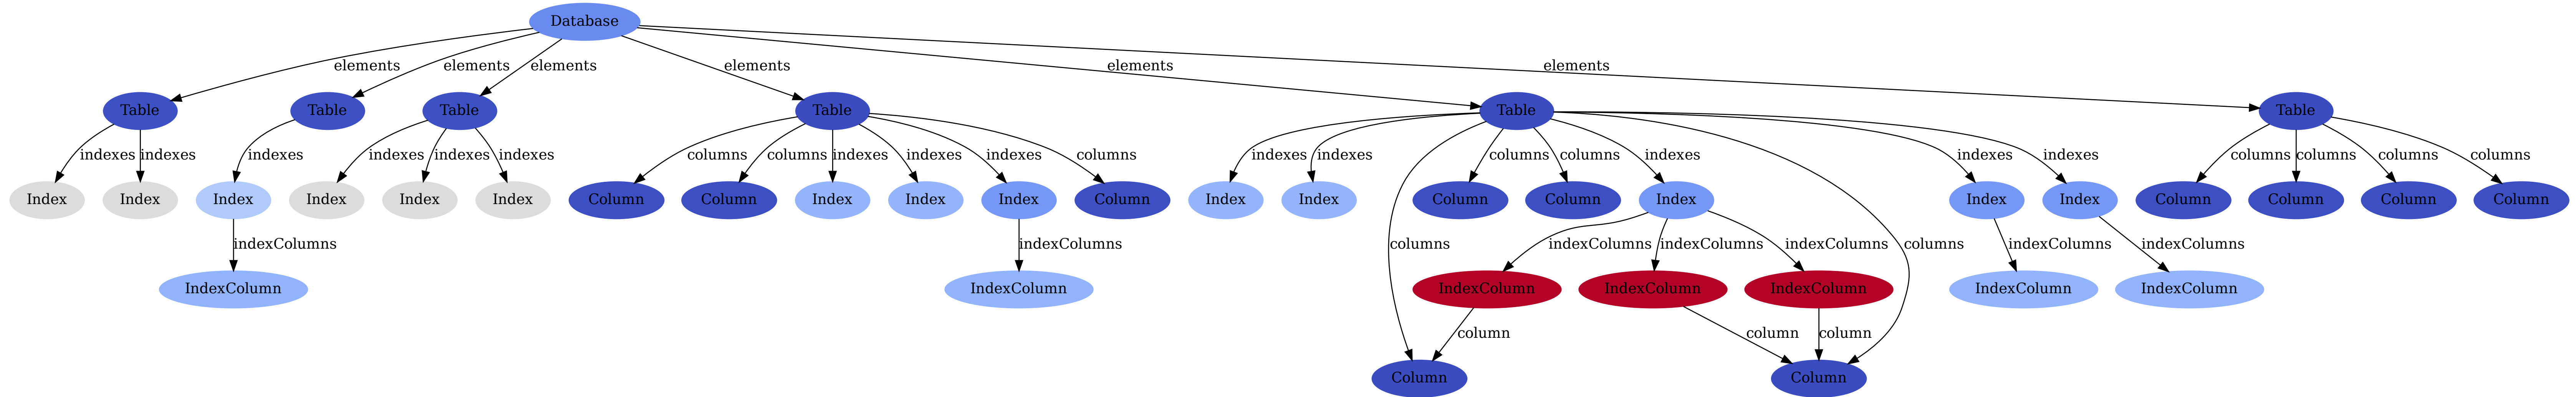 Database
elements elements elements elements elements elements
Table Table Table Table Table Table
indexes indexes indexes indexes indexes indexes columns columns indexes indexes indexes columns indexes indexes columns columns indexes indexes indexes columns columns columns columns
Index Index Index Index Index Index Column Column Index Index Index Column Index Index Column Column Index Index Index Column Column Column Column
indexColumns indexColumns columns indexColumns indexColumns indexColumns columns indexColumns indexColumns
IndexColumn IndexColumn IndexColumn IndexColumn IndexColumn IndexColumn IndexColumn
column column column
Column Column